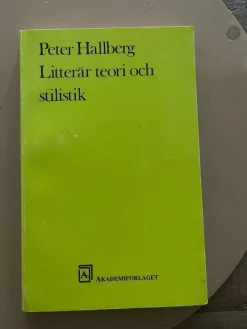 Peter Hallberg
Litterär teori och
stilistik
A
AKADEMIFÖRLAGET